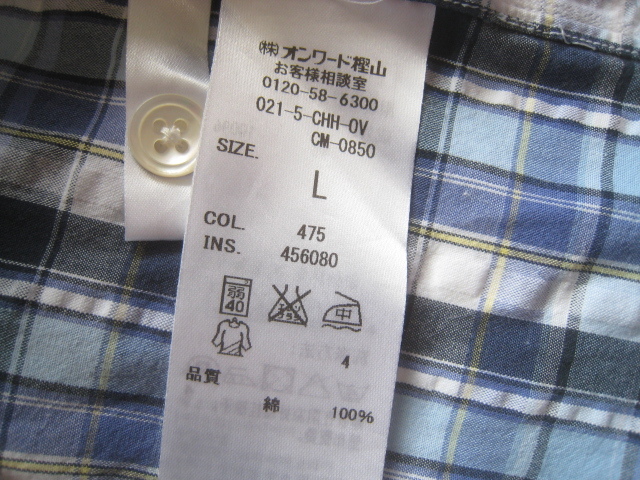 ㈱オンワード樫山
お客様相談室
0120-58-6300
021-5-CHH-OV
CM-0850
SIZE.
L
COL. 475
INS. 456080
弱 40 中
4
品質
綿 100%